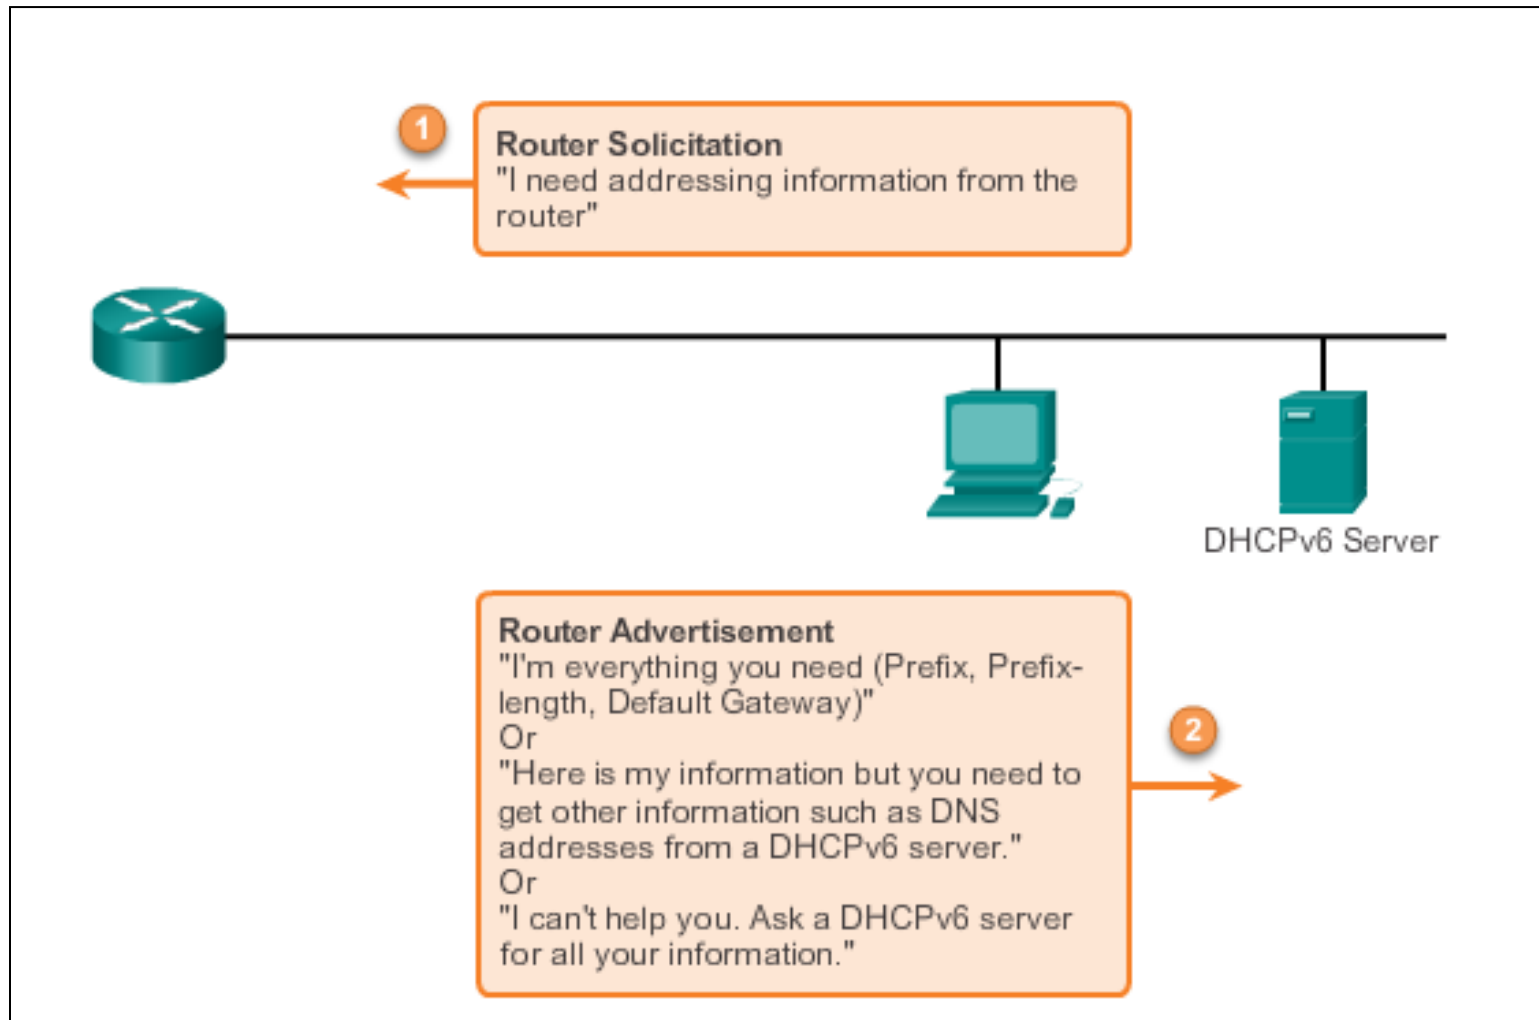 1
Router Solicitation
"I need addressing information from the
router"
DHCPv6 Server
Router Advertisement
"I'm everything you need (Prefix, Prefix-
length, Default Gateway)"
Or
"Here is my information but you need to
get other information such as DNS
addresses from a DHCPv6 server."
Or
"I can't help you. Ask a DHCPv6 server
for all your information."
2